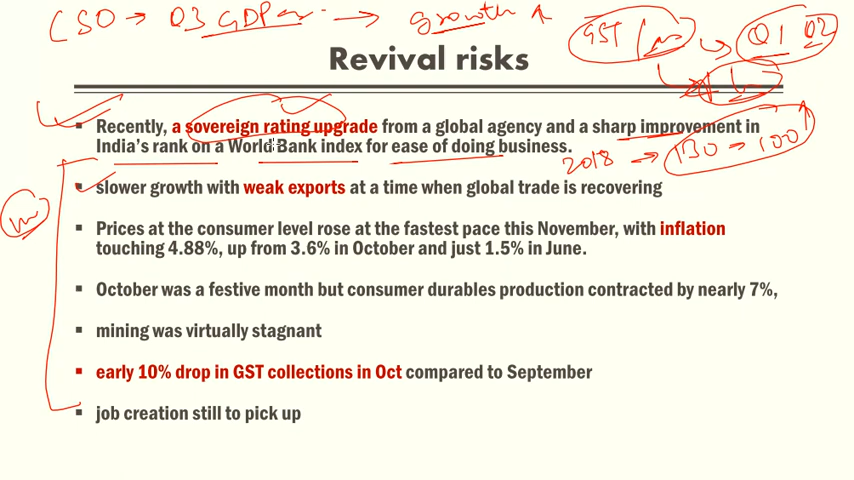 CSO → Q3 GDP → growth ↑
GST
Q1 Q2
Revival risks
▪ Recently, a sovereign rating upgrade from a global agency and a sharp improvement in
India's rank on a World Bank index for ease of doing business.
2018 → 130 → 100
▪ slower growth with weak exports at a time when global trade is recovering
▪ Prices at the consumer level rose at the fastest pace this November, with inflation
touching 4.88%, up from 3.6% in October and just 1.5% in June.
▪ October was a festive month but consumer durables production contracted by nearly 7%,
▪ mining was virtually stagnant
▪ early 10% drop in GST collections in Oct compared to September
▪ job creation still to pick up